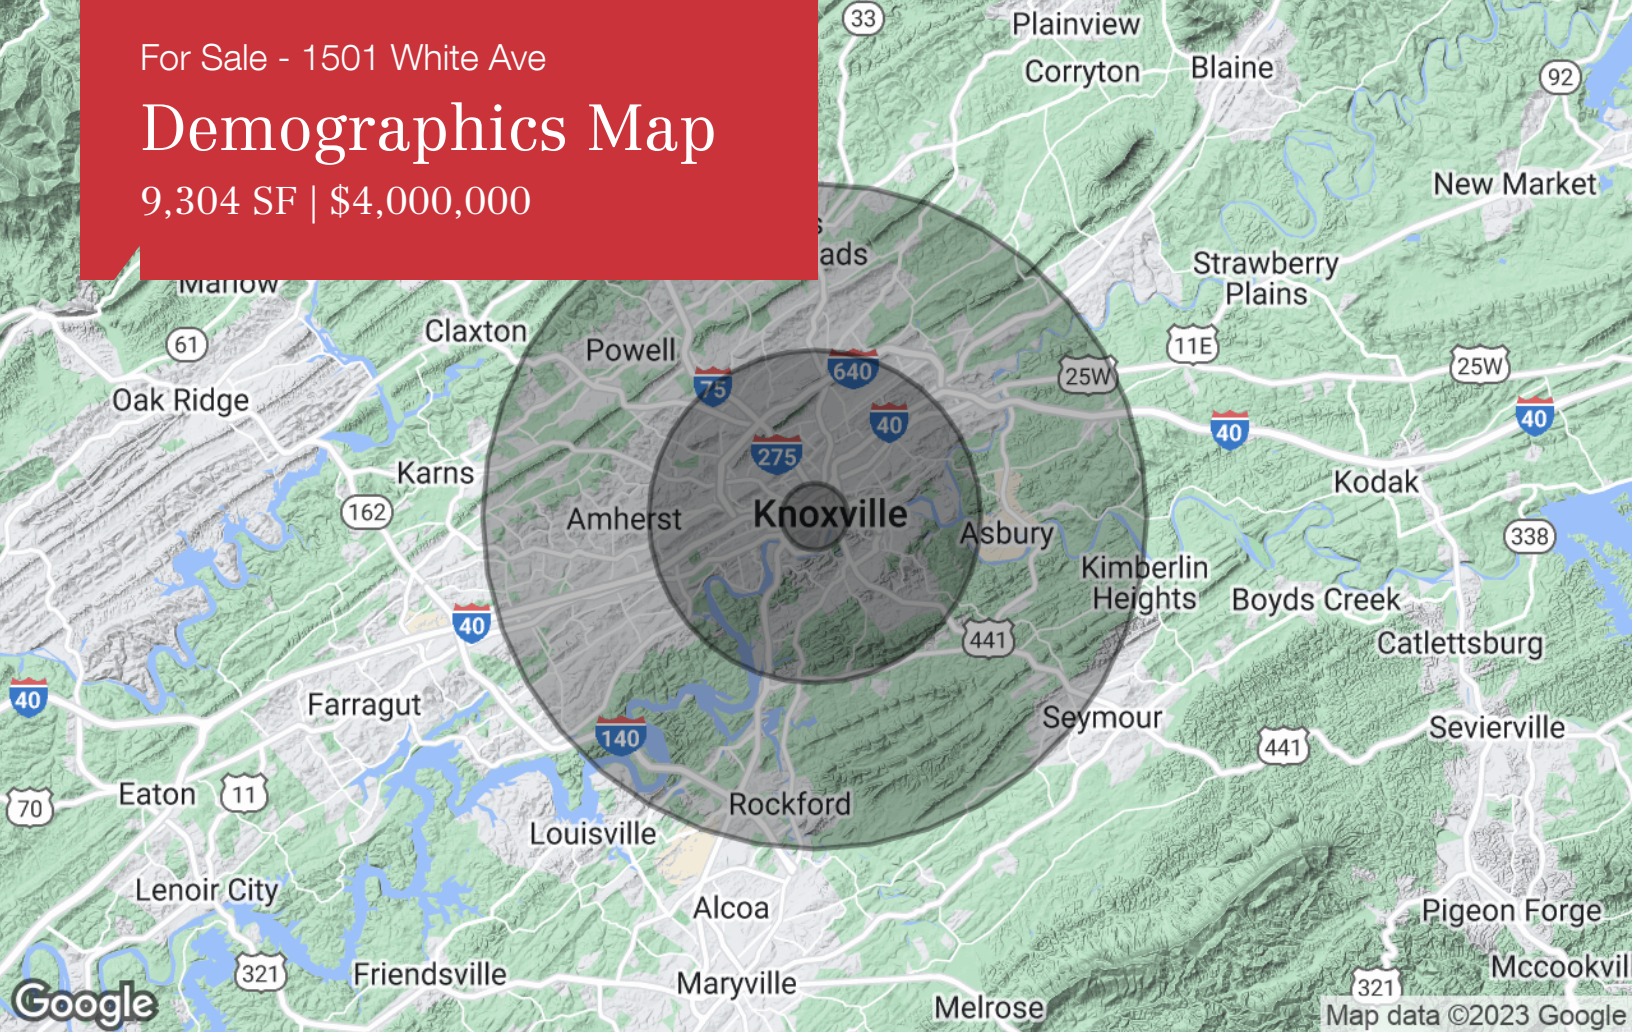 For Sale - 1501 White Ave
Demographics Map
9,304 SF | $4,000,000
33
Plainview
Corryton
Blaine
92
New Market
ads
Strawberry
Plains
Marlow
61
Claxton
Powell
11E
25W
25W
75
640
Oak Ridge
40
40
40
275
Karns
Kodak
162
Amherst
Knoxville
Asbury
338
Kimberlin
Heights
Boyds Creek
40
441
Catlettsburg
40
Farragut
Seymour
Sevierville
140
441
Eaton
11
70
Rockford
Louisville
Lenoir City
Alcoa
Pigeon Forge
321
Friendsville
Maryville
Mccookvil
321
Melrose
Google
Map data ©2023 Google